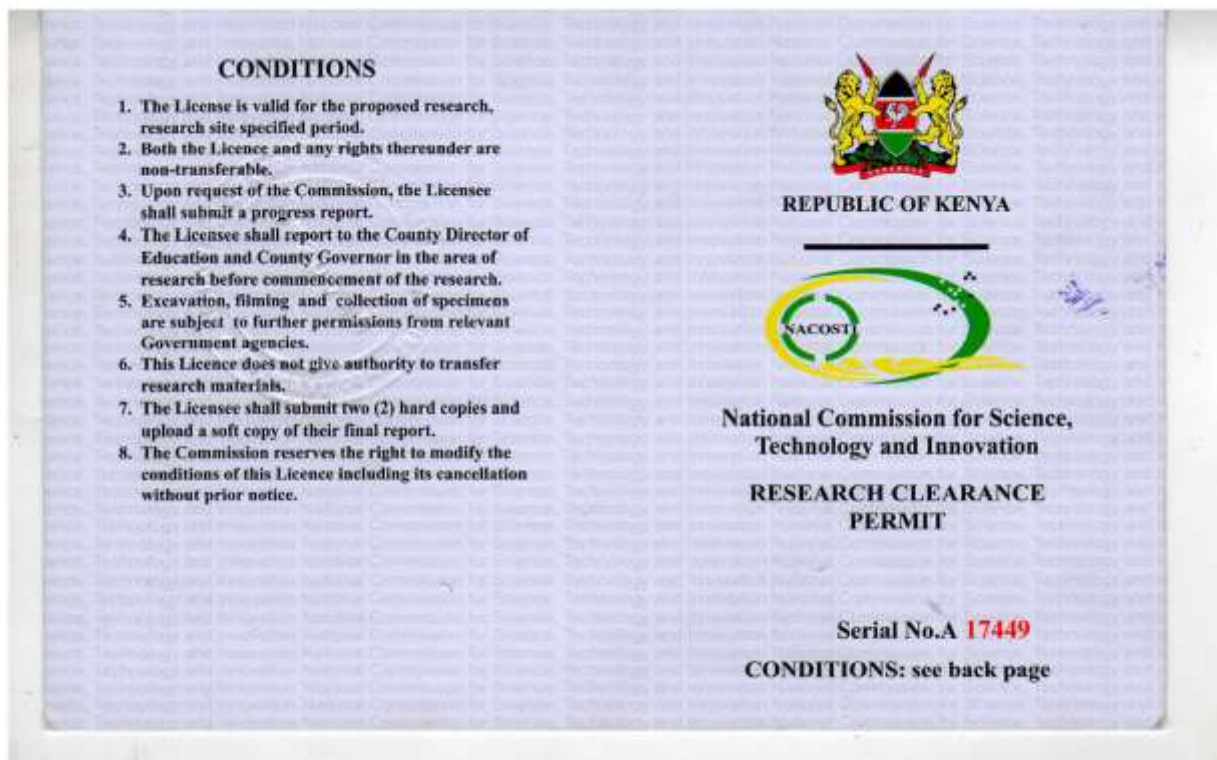 CONDITIONS
1. The License is valid for the proposed research,
research site specified period.
2. Both the Licence and any rights thereunder are
non-transferable.
3. Upon request of the Commission, the Licensee
shall submit a progress report.
4. The Licensee shall report to the County Director of
Education and County Governor in the area of
research before commencement of the research.
5. Excavation, filming and collection of specimens
are subject to further permissions from relevant
Government agencies.
6. This Licence does not give authority to transfer
research materials.
7. The Licensee shall submit two (2) hard copies and
upload a soft copy of their final report.
8. The Commission reserves the right to modify the
conditions of this Licence including its cancellation
without prior notice.
REPUBLIC OF KENYA
NACOSTI
National Commission for Science,
Technology and Innovation
RESEARCH CLEARANCE
PERMIT
Serial No.A 17449
CONDITIONS: see back page